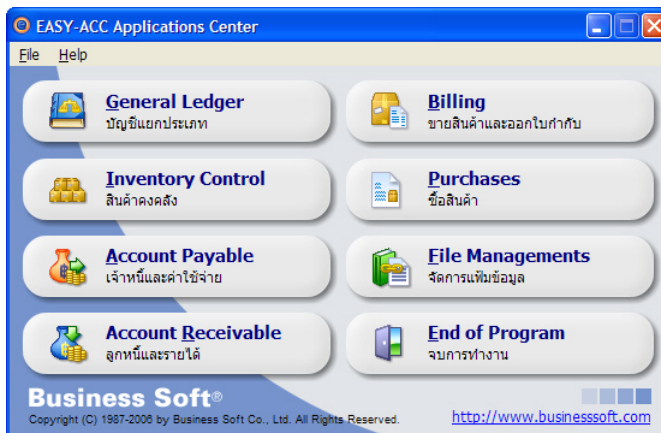 EASY-ACC Applications Center
File Help
General Ledger
บัญชีแยกประเภท
Billing
ขายสินค้าและออกใบกำกับ
Inventory Control
สินค้าคงคลัง
Purchases
ซื้อสินค้า
Account Payable
เจ้าหนี้และค่าใช้จ่าย
File Managements
จัดการแฟ้มข้อมูล
Account Receivable
ลูกหนี้และรายได้
End of Program
จบการทำงาน
Business Soft®
Copyright (C) 1987-2006 by Business Soft Co., Ltd. All Rights Reserved.
http://www.businesssoft.com